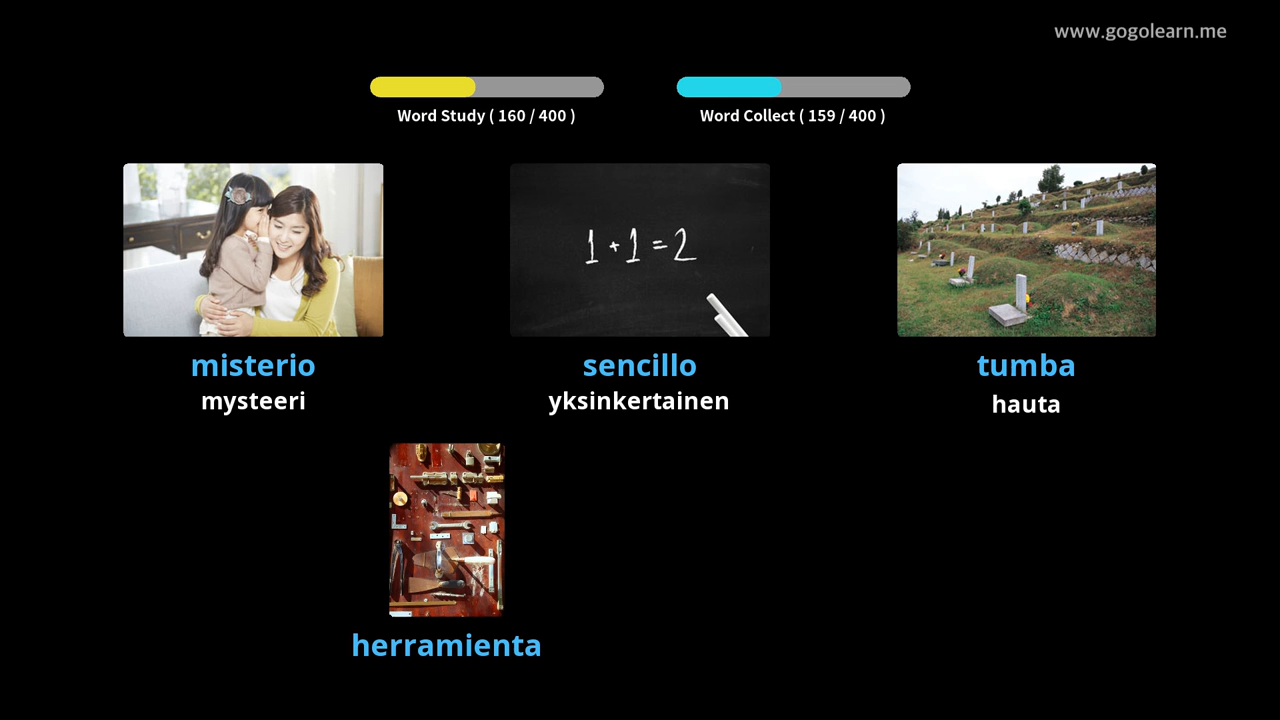 www.gogolearn.me
Word Study ( 160 / 400 )
Word Collect ( 159 / 400 )
1 + 1 = 2
misterio
mysteeri
sencillo
yksinkertainen
tumba
hauta
herramienta